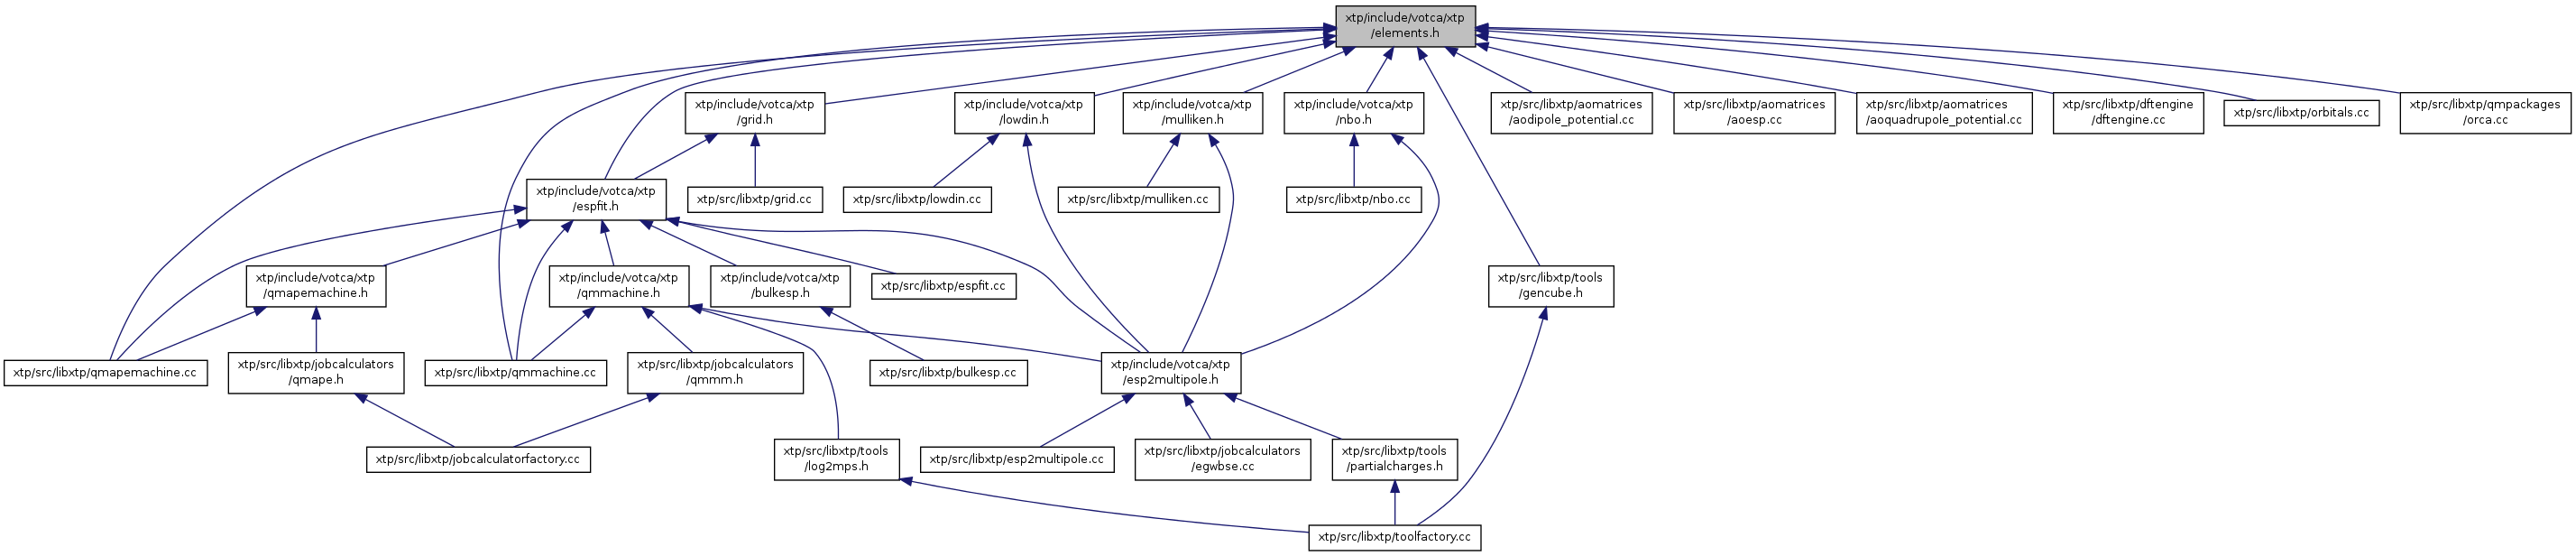 xtp/include/votca/xtp
/elements.h
xtp/include/votca/xtp
/grid.h
xtp/include/votca/xtp
/lowdin.h
xtp/include/votca/xtp
/mulliken.h
xtp/include/votca/xtp
/nbo.h
xtp/src/libxtp/aomatrices
/aodipole_potential.cc
xtp/src/libxtp/aomatrices
/aoesp.cc
xtp/src/libxtp/aomatrices
/aoquadrupole_potential.cc
xtp/src/libxtp/dftengine
/dftengine.cc
xtp/src/libxtp/orbitals.cc
xtp/src/libxtp/qmpackages
/orca.cc
xtp/include/votca/xtp
/espfit.h
xtp/src/libxtp/grid.cc
xtp/src/libxtp/lowdin.cc
xtp/src/libxtp/mulliken.cc
xtp/src/libxtp/nbo.cc
xtp/include/votca/xtp
/qmapemachine.h
xtp/include/votca/xtp
/qmmachine.h
xtp/include/votca/xtp
/bulkesp.h
xtp/src/libxtp/espfit.cc
xtp/src/libxtp/tools
/gencube.h
xtp/src/libxtp/qmapemachine.cc
xtp/src/libxtp/jobcalculators
/qmape.h
xtp/src/libxtp/qmmachine.cc
xtp/src/libxtp/jobcalculators
/qmmm.h
xtp/src/libxtp/bulkesp.cc
xtp/include/votca/xtp
/esp2multipole.h
xtp/src/libxtp/jobcalculatorfactory.cc
xtp/src/libxtp/tools
/log2mps.h
xtp/src/libxtp/esp2multipole.cc
xtp/src/libxtp/jobcalculators
/egwbse.cc
xtp/src/libxtp/tools
/partialcharges.h
xtp/src/libxtp/toolfactory.cc